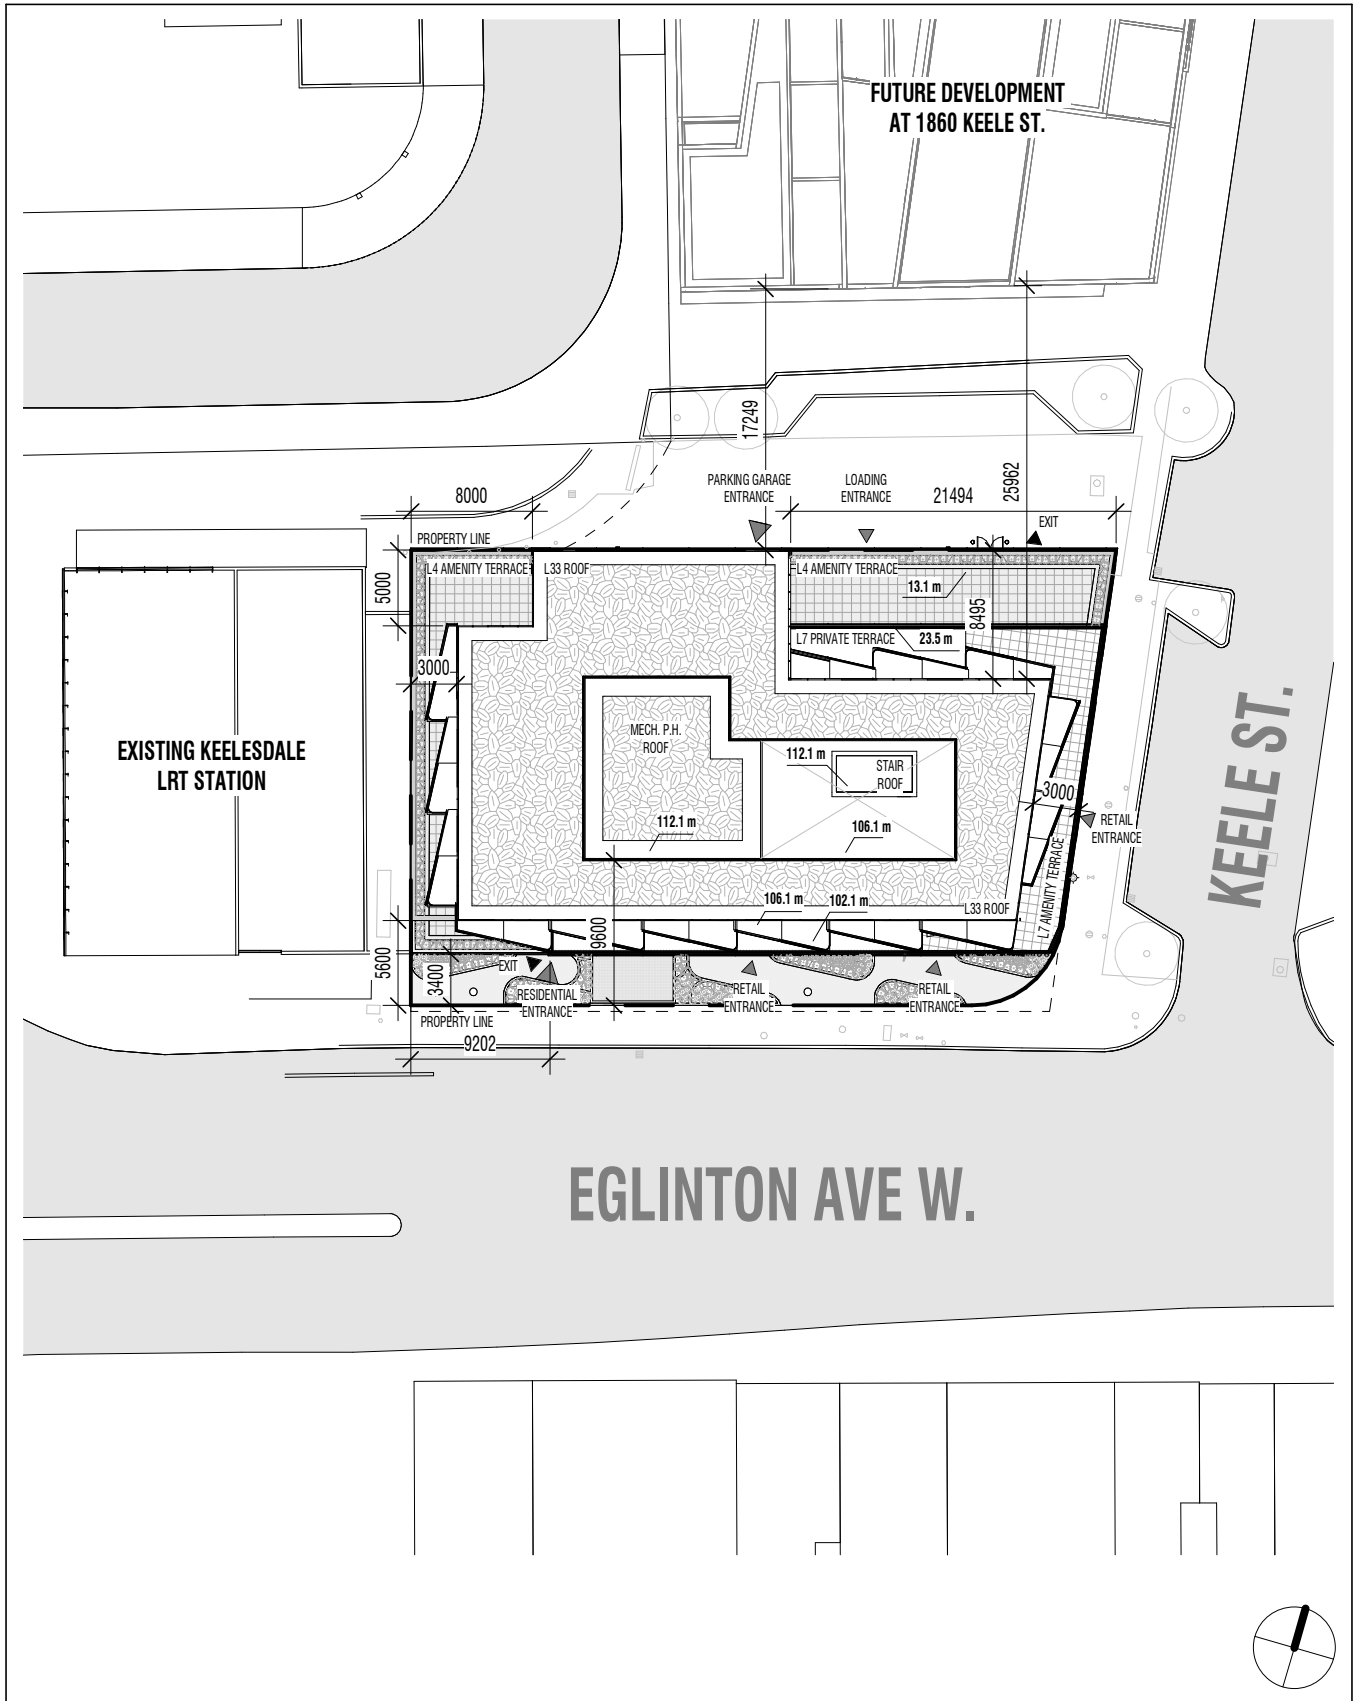 FUTURE DEVELOPMENT
AT 1860 KEELE ST.
17249
25962
PARKING GARAGE
ENTRANCE
LOADING
ENTRANCE
21494
8000
EXIT
PROPERTY LINE
L4 AMENITY TERRACE
L33 ROOF
L4 AMENITY TERRACE
13.1 m
5000
8495
L7 PRIVATE TERRACE
23.5 m
3000
KEELE ST.
EXISTING KEELESDALE
LRT STATION
MECH. P.H.
ROOF
112.1 m
STAIR
ROOF
3000
112.1 m
106.1 m
RETAIL
ENTRANCE
L7 AMENITY TERRACE
106.1 m
102.1 m
L33 ROOF
9600
5600
3400
EXIT
RESIDENTIAL
ENTRANCE
RETAIL
ENTRANCE
RETAIL
ENTRANCE
PROPERTY LINE
9202
EGLINTON AVE W.